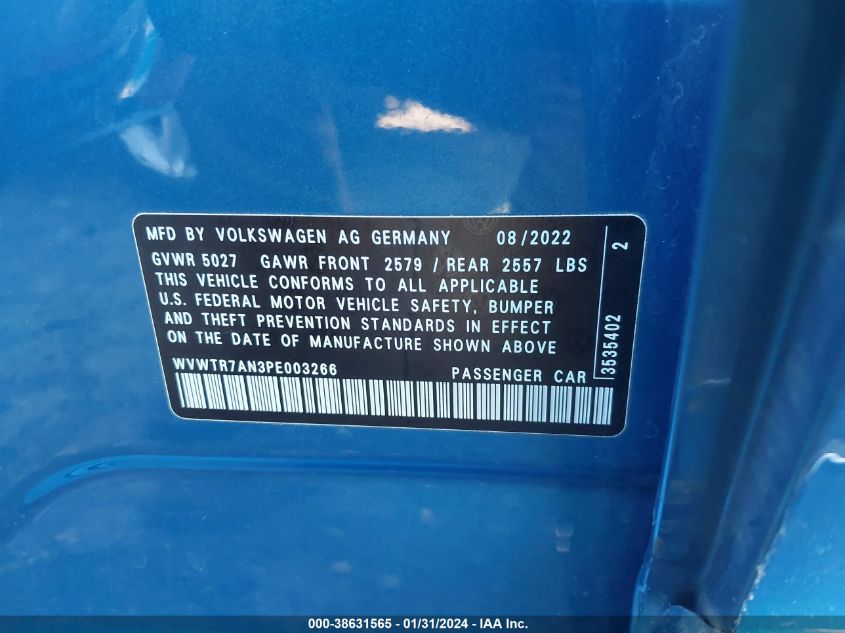 MFD BY VOLKSWAGEN AG GERMANY 08/2022
GVWR 5027 GAWR FRONT 2579 / REAR 2557 LBS
THIS VEHICLE CONFORMS TO ALL APPLICABLE
U.S. FEDERAL MOTOR VEHICLE SAFETY, BUMPER
AND THEFT PREVENTION STANDARDS IN EFFECT
ON THE DATE OF MANUFACTURE SHOWN ABOVE
WVWTR7AN3PE003266 PASSENGER CAR
3535402 2
000-38631565 - 01/31/2024 - IAA Inc.